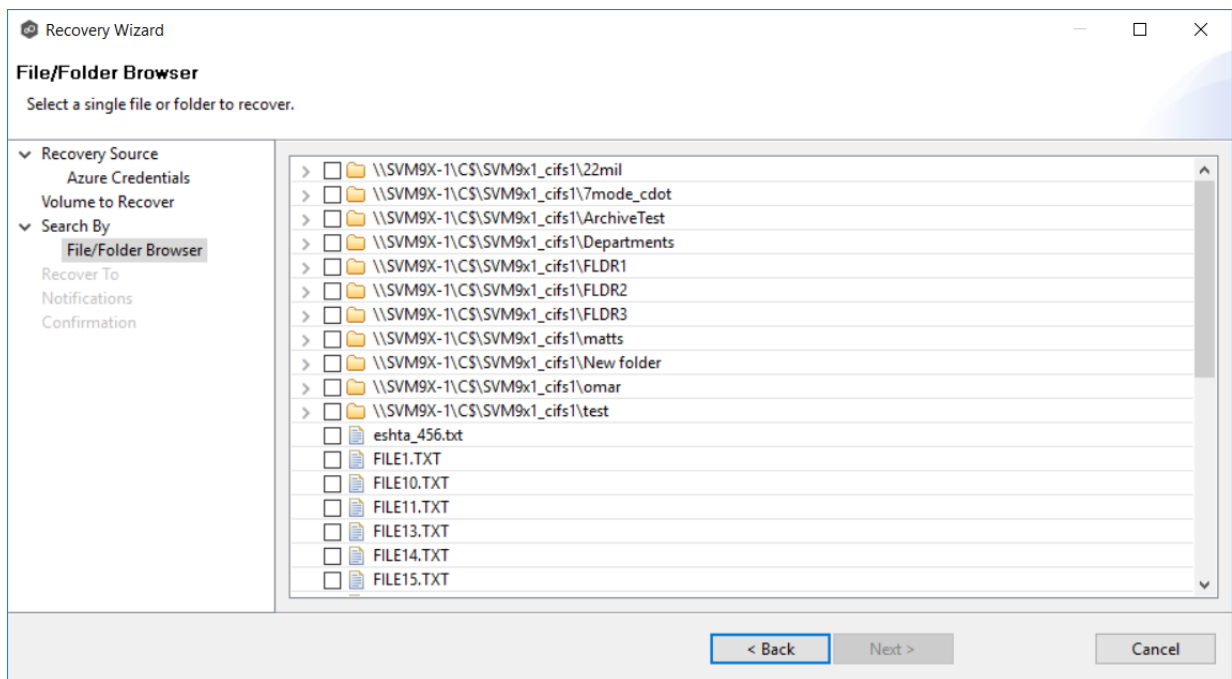 Recovery Wizard
File/Folder Browser
Select a single file or folder to recover.
Recovery Source
Azure Credentials
Volume to Recover
Search By
File/Folder Browser
Recover To
Notifications
Confirmation
\\SVM9X-1\C$\SVM9x1_cifs1\22mil
\\SVM9X-1\C$\SVM9x1_cifs1\7mode_cdot
\\SVM9X-1\C$\SVM9x1_cifs1\ArchiveTest
\\SVM9X-1\C$\SVM9x1_cifs1\Departments
\\SVM9X-1\C$\SVM9x1_cifs1\FLDR1
\\SVM9X-1\C$\SVM9x1_cifs1\FLDR2
\\SVM9X-1\C$\SVM9x1_cifs1\FLDR3
\\SVM9X-1\C$\SVM9x1_cifs1\matts
\\SVM9X-1\C$\SVM9x1_cifs1\New folder
\\SVM9X-1\C$\SVM9x1_cifs1\omar
\\SVM9X-1\C$\SVM9x1_cifs1\test
eshta_456.txt
FILE1.TXT
FILE10.TXT
FILE11.TXT
FILE13.TXT
FILE14.TXT
FILE15.TXT
< Back
Next >
Cancel